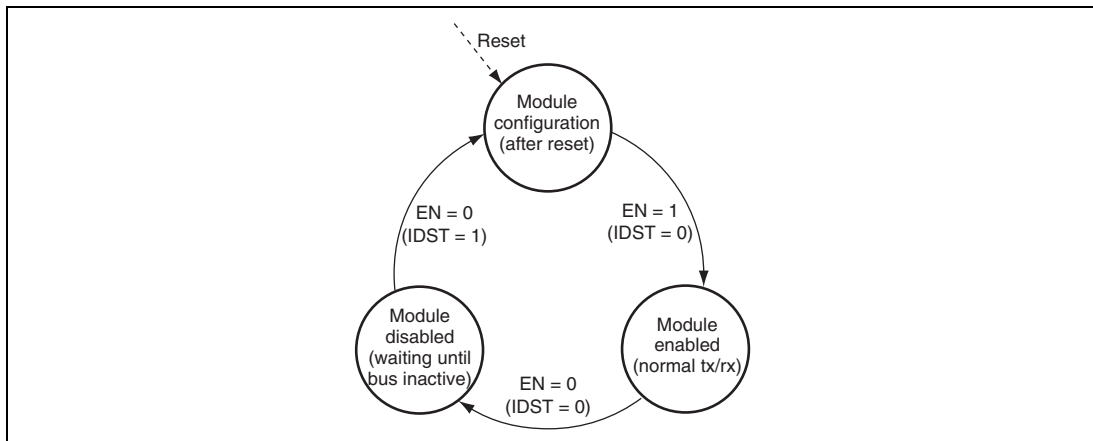 Reset
Module
configuration
(after reset)
EN = 0
(IDST = 1)
EN = 1
(IDST = 0)
Module
disabled
(waiting until
bus inactive)
Module
enabled
(normal tx/rx)
EN = 0
(IDST = 0)